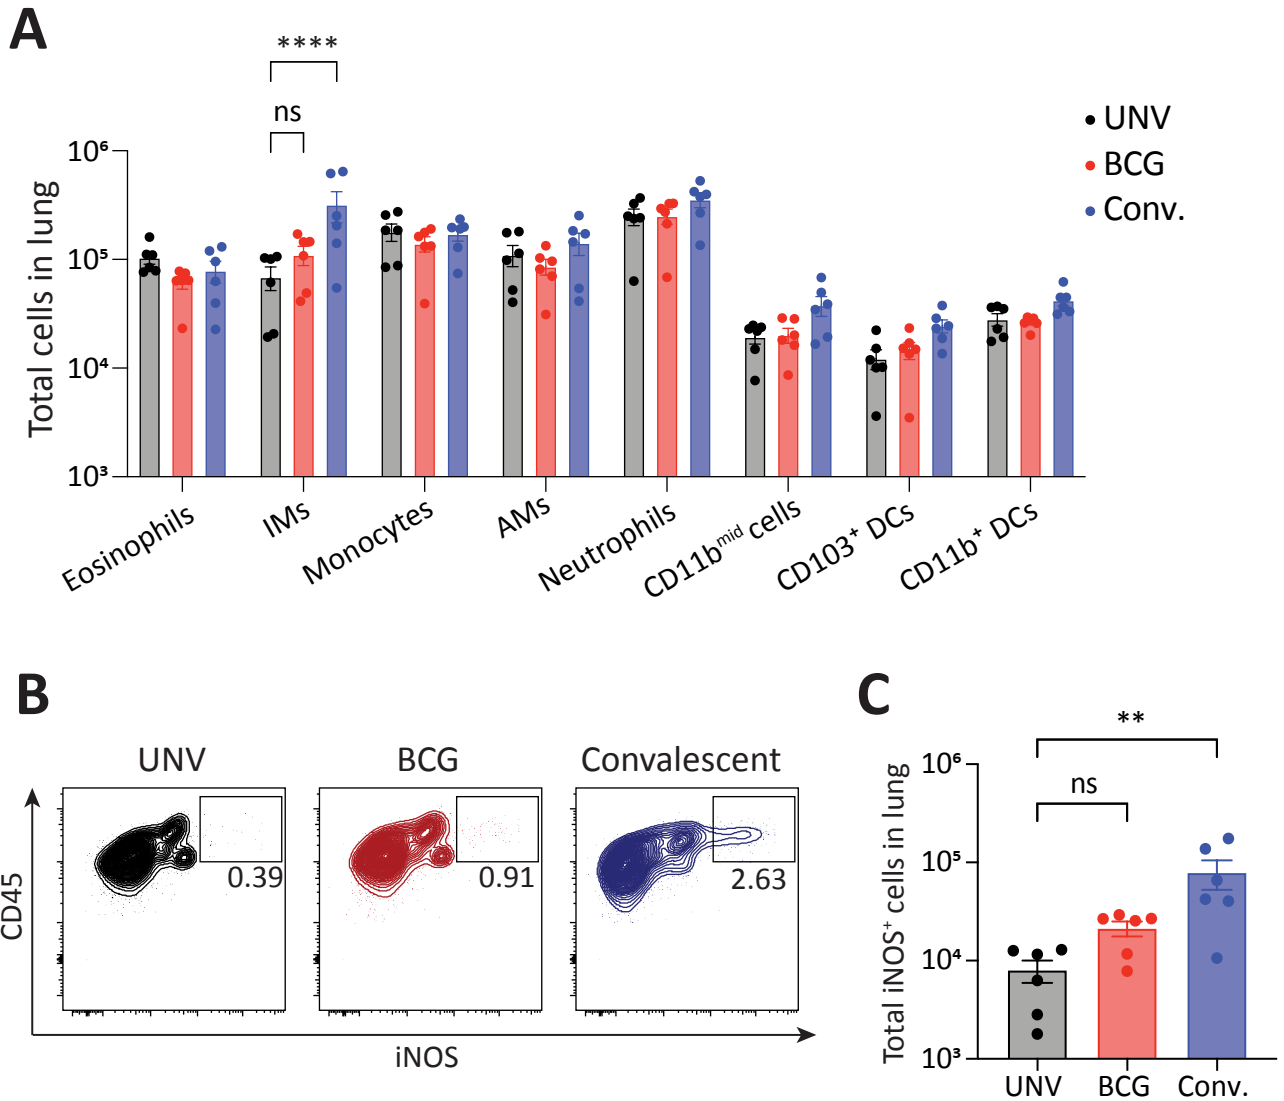 A
****
ns
UNV
BCG
Conv.
Total cells in lung
10⁶
10⁵
10⁴
10³
Eosinophils
IMs
Monocytes
AMs
Neutrophils
CD11bᵐⁱᵈ cells
CD103⁺ DCs
CD11b⁺ DCs
B
UNV
BCG
Convalescent
0.39
0.91
2.63
CD45
iNOS
C
**
ns
Total iNOS⁺ cells in lung
10⁶
10⁵
10⁴
10³
UNV
BCG
Conv.